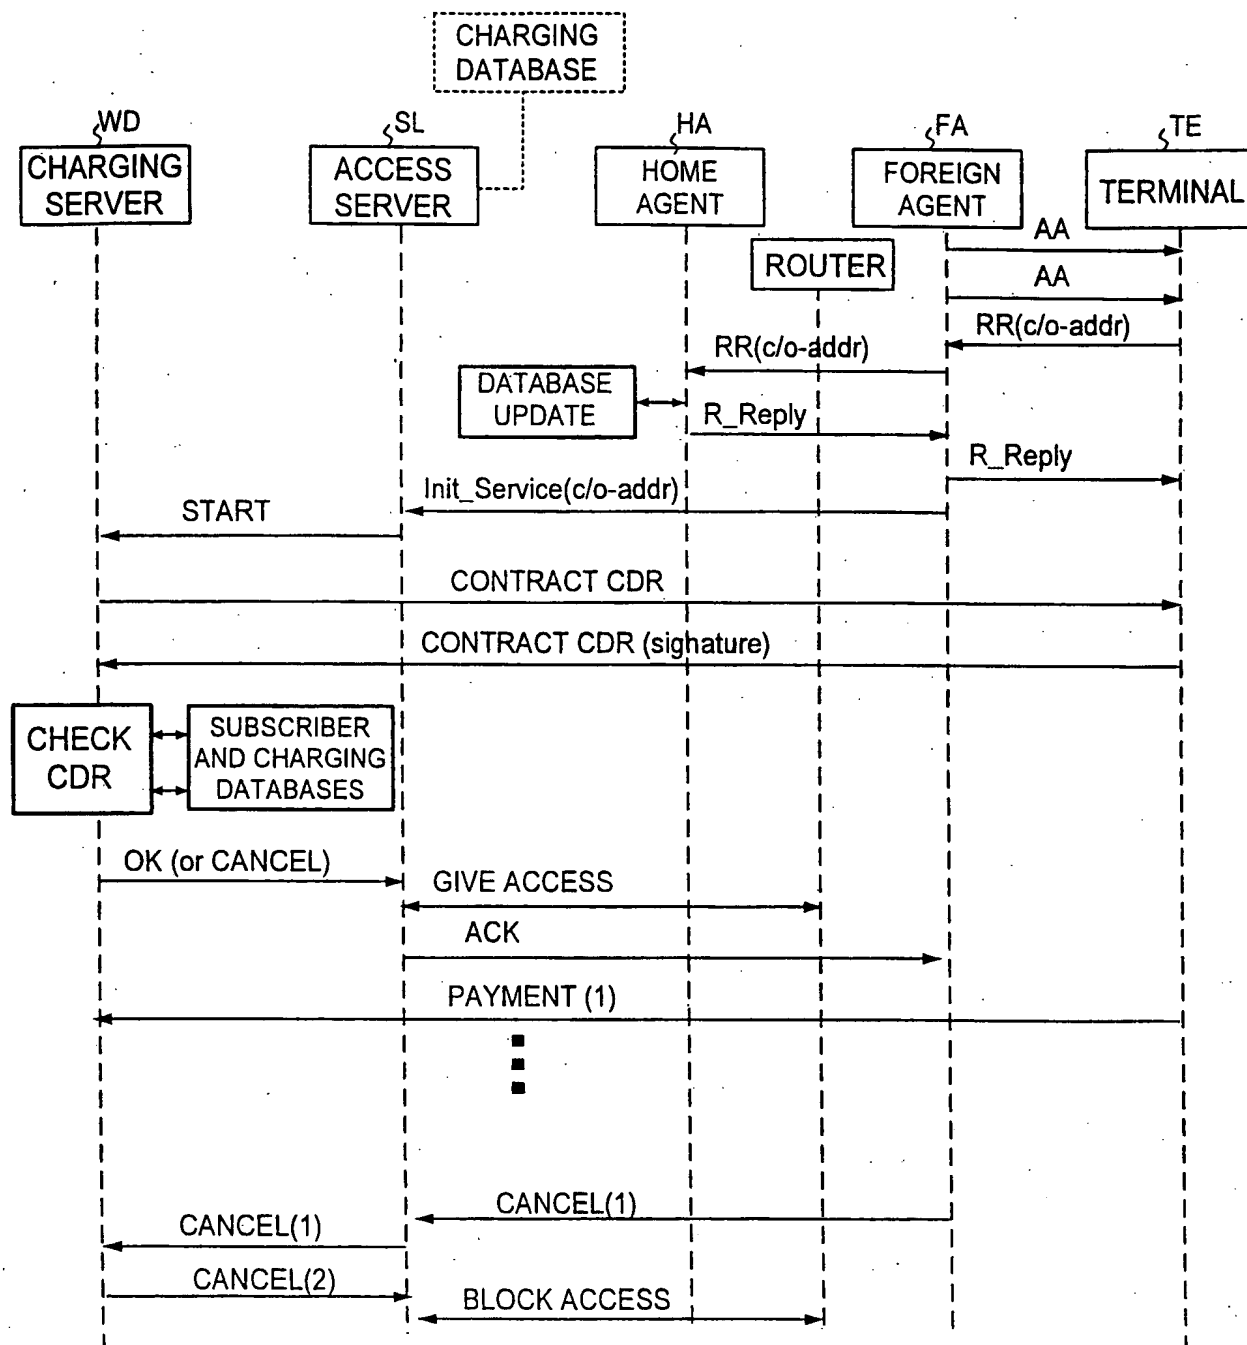 CHARGING
DATABASE
WD
SL
HA
FA
TE
CHARGING
SERVER
ACCESS
SERVER
HOME
AGENT
FOREIGN
AGENT
TERMINAL
AA
ROUTER
AA
RR(c/o-addr)
RR(c/o-addr)
DATABASE
UPDATE
R_Reply
R_Reply
Init_Service(c/o-addr)
START
CONTRACT CDR
CONTRACT CDR (signature)
CHECK
CDR
SUBSCRIBER
AND CHARGING
DATABASES
OK (or CANCEL)
GIVE ACCESS
ACK
PAYMENT (1)
CANCEL(1)
CANCEL(1)
CANCEL(2)
BLOCK ACCESS